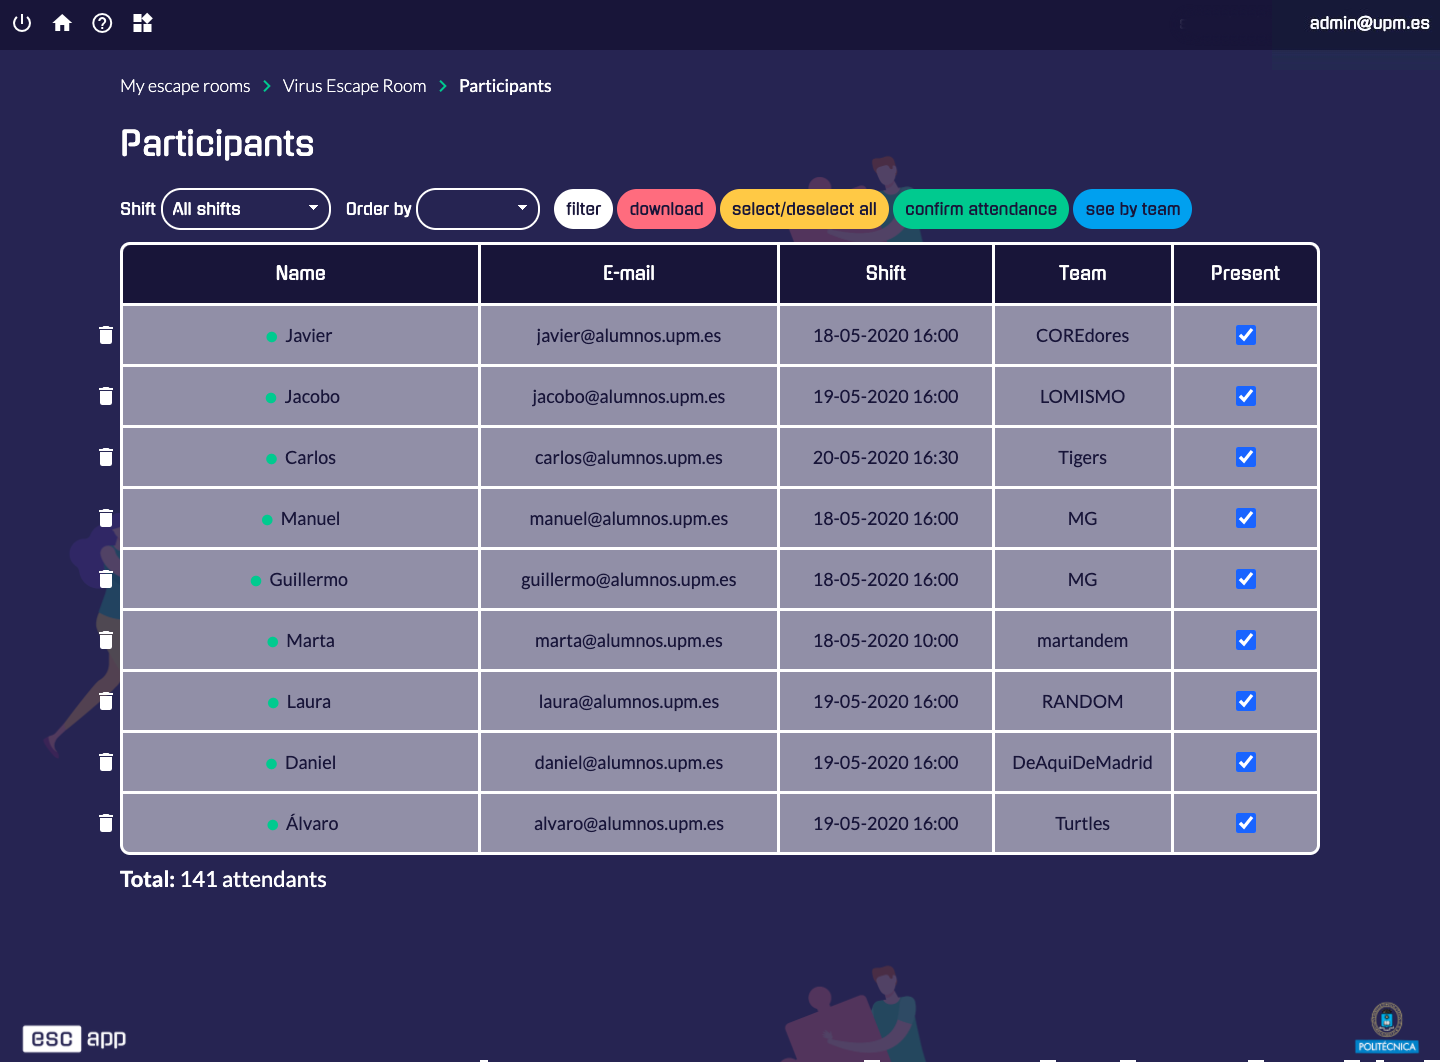 admin@upm.es
My escape rooms > Virus Escape Room > Participants
Participants
Shift All shifts Order by filter download select/deselect all confirm attendance see by team
Name E-mail Shift Team Present
Javier javier@alumnos.upm.es 18-05-2020 16:00 COREdores
Jacobo jacobo@alumnos.upm.es 19-05-2020 16:00 LOMISMO
Carlos carlos@alumnos.upm.es 20-05-2020 16:30 Tigers
Manuel manuel@alumnos.upm.es 18-05-2020 16:00 MG
Guillermo guillermo@alumnos.upm.es 18-05-2020 16:00 MG
Marta marta@alumnos.upm.es 18-05-2020 10:00 martandem
Laura laura@alumnos.upm.es 19-05-2020 16:00 RANDOM
Daniel daniel@alumnos.upm.es 19-05-2020 16:00 DeAquiDeMadrid
Álvaro alvaro@alumnos.upm.es 19-05-2020 16:00 Turtles
Total: 141 attendants
esc app
POLITÉCNICA